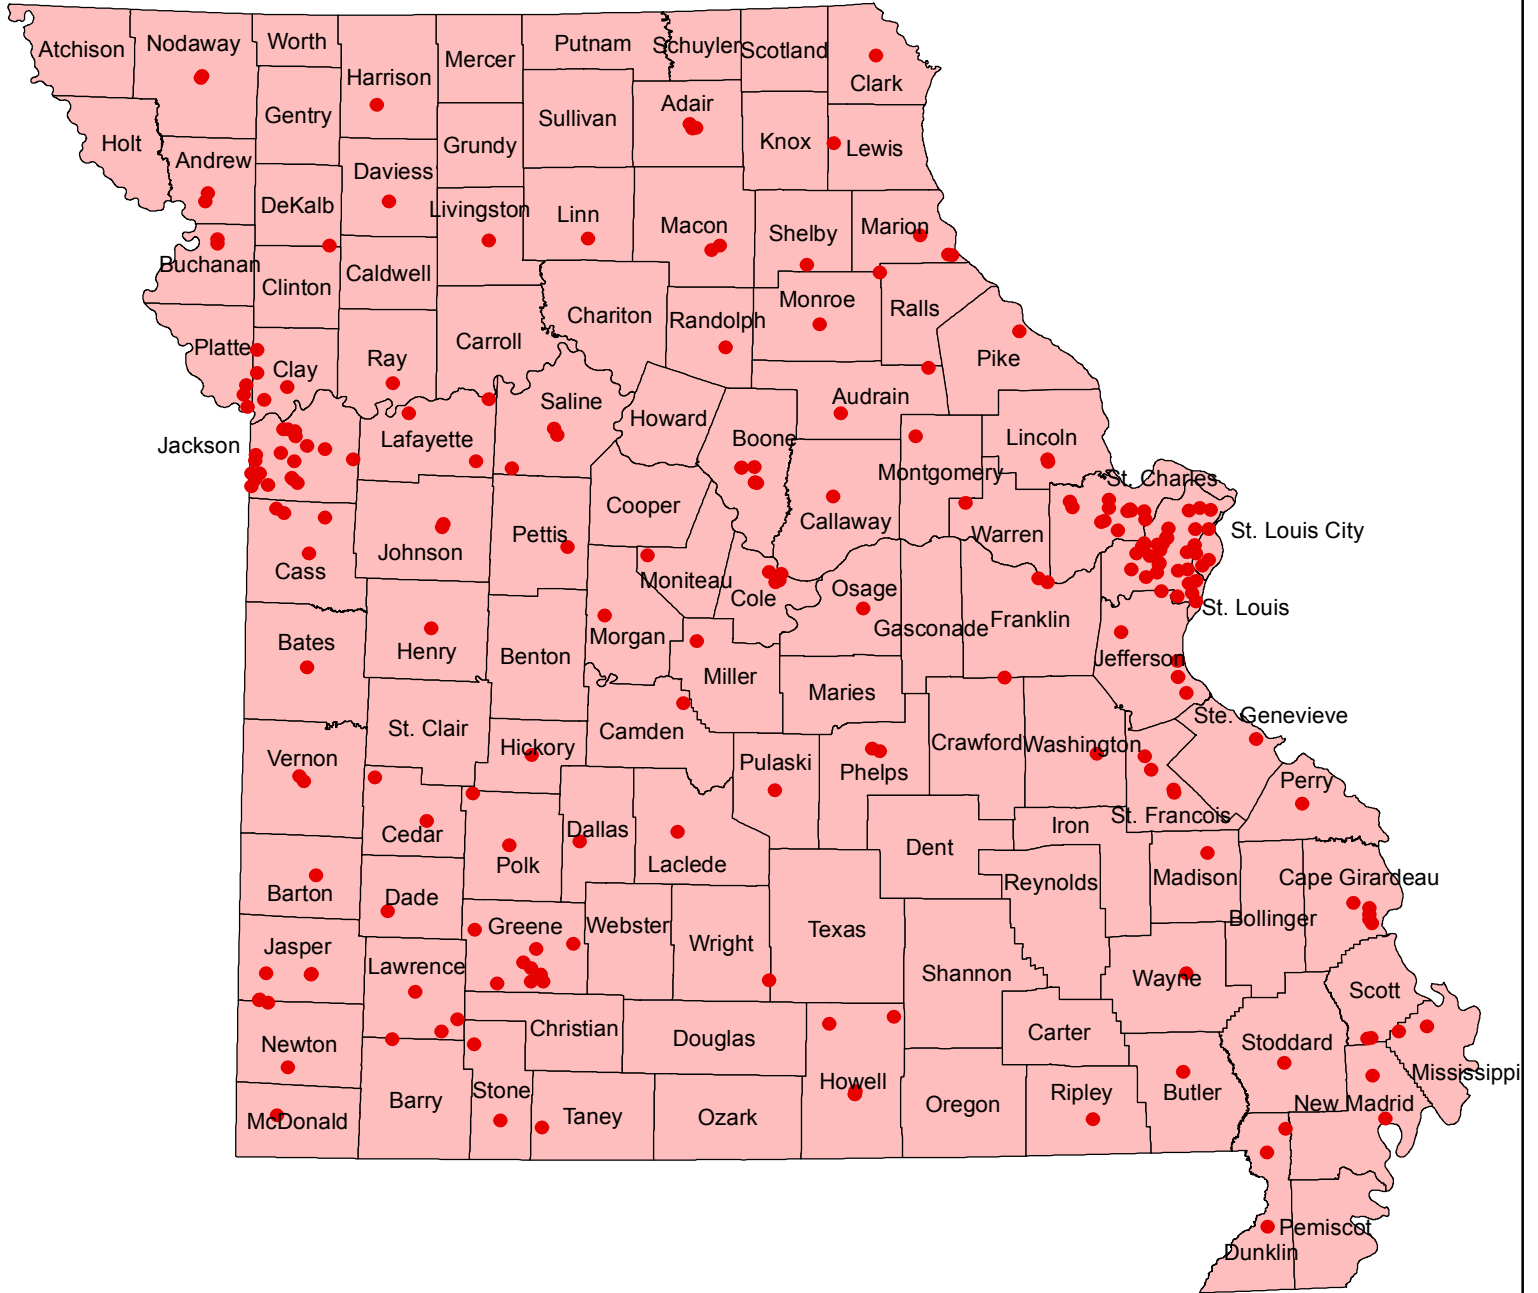 Atchison
Nodaway
Worth
Harrison
Mercer
Putnam
Schuyler
Scotland
Clark
Gentry
Sullivan
Adair
Knox
Lewis
Holt
Andrew
Daviess
Grundy
DeKalb
Livingston
Linn
Macon
Shelby
Marion
Buchanan
Clinton
Caldwell
Chariton
Randolph
Monroe
Ralls
Platte
Clay
Ray
Carroll
Pike
Jackson
Lafayette
Saline
Howard
Boone
Audrain
Montgomery
Lincoln
St. Charles
Cooper
Callaway
Warren
St. Louis City
Johnson
Pettis
Cass
Moniteau
Cole
Osage
Gasconade
Franklin
St. Louis
Bates
Henry
Benton
Morgan
Miller
Maries
Jefferson
St. Clair
Hickory
Camden
Crawford
Washington
Ste. Genevieve
Vernon
Pulaski
Phelps
Perry
Cedar
Polk
Dallas
Laclede
Dent
Iron
St. Francois
Barton
Dade
Reynolds
Madison
Cape Girardeau
Bollinger
Jasper
Lawrence
Greene
Webster
Wright
Texas
Shannon
Wayne
Scott
Newton
Christian
Douglas
Carter
Stoddard
Mississippi
McDonald
Barry
Stone
Taney
Ozark
Howell
Oregon
Ripley
Butler
New Madrid
Pemiscot
Dunklin